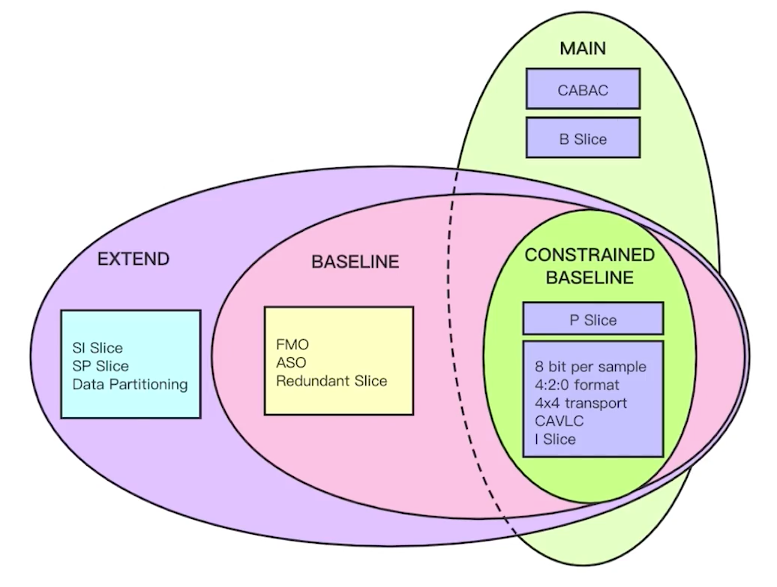 MAIN
CABAC
B Slice
EXTEND
BASELINE
CONSTRAINED
BASELINE
SI Slice
SP Slice
Data Partitioning
FMO
ASO
Redundant Slice
P Slice
8 bit per sample
4:2:0 format
4x4 transport
CAVLC
I Slice